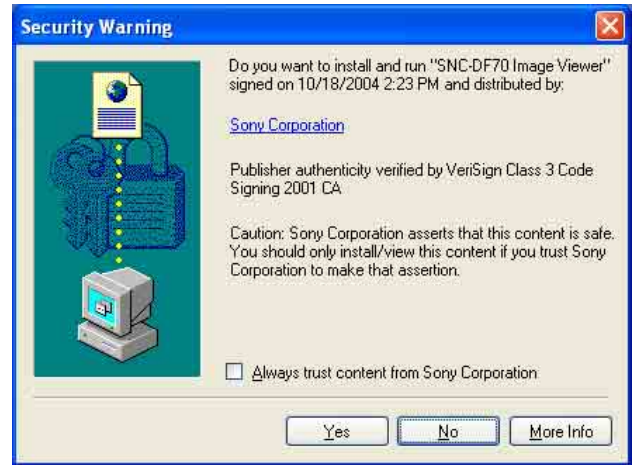 Security Warning
Do you want to install and run "SNC-DF70 Image Viewer"
signed on 10/18/2004 2:23 PM and distributed by:
Sony Corporation
Publisher authenticity verified by VeriSign Class 3 Code
Signing 2001 CA
Caution: Sony Corporation asserts that this content is safe.
You should only install/view this content if you trust Sony
Corporation to make that assertion.
Always trust content from Sony Corporation
Yes
No
More Info